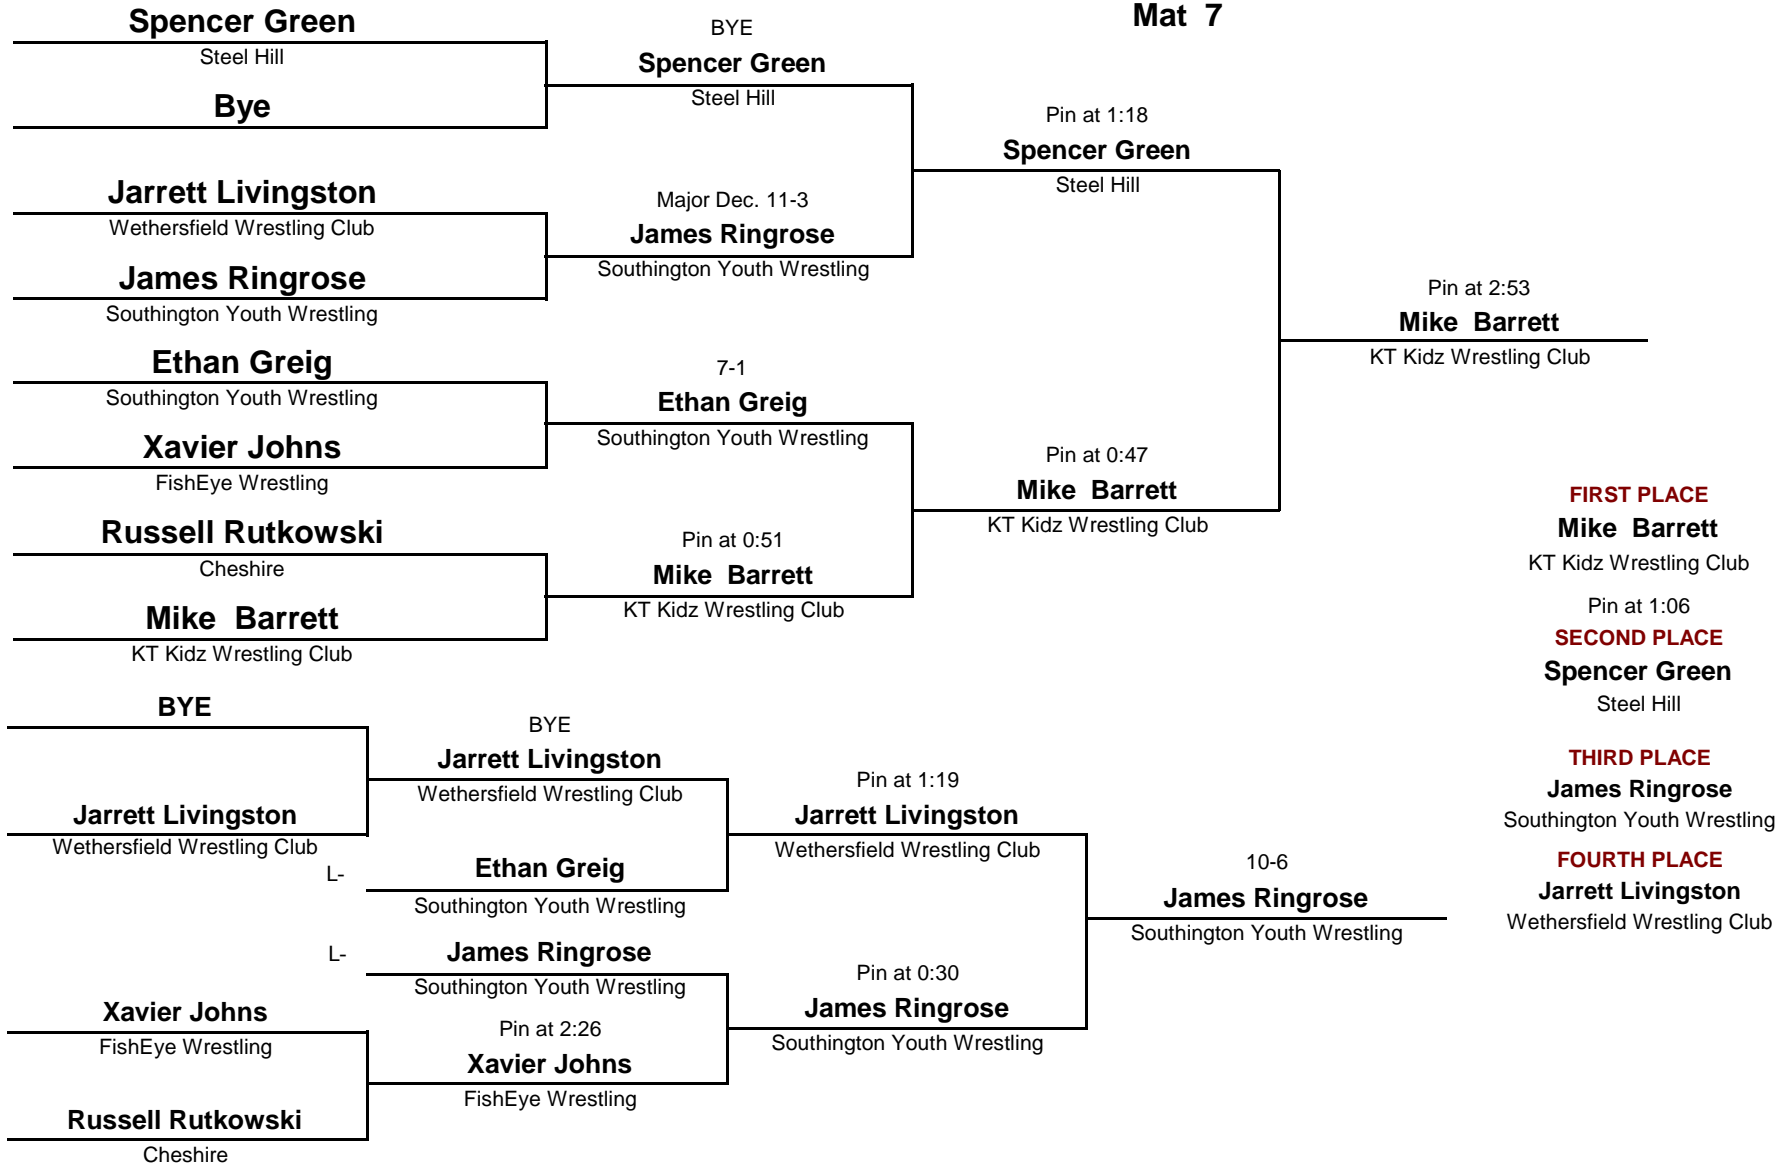 Mat 7
Spencer Green
Steel Hill
Bye
Jarrett Livingston
Wethersfield Wrestling Club
James Ringrose
Southington Youth Wrestling
Ethan Greig
Southington Youth Wrestling
Xavier Johns
FishEye Wrestling
Russell Rutkowski
Cheshire
Mike Barrett
KT Kidz Wrestling Club
BYE
Spencer Green
Steel Hill
Major Dec. 11-3
James Ringrose
Southington Youth Wrestling
7-1
Ethan Greig
Southington Youth Wrestling
Pin at 0:51
Mike Barrett
KT Kidz Wrestling Club
Pin at 1:18
Spencer Green
Steel Hill
Pin at 0:47
Mike Barrett
KT Kidz Wrestling Club
Pin at 2:53
Mike Barrett
KT Kidz Wrestling Club
FIRST PLACE
Mike Barrett
KT Kidz Wrestling Club
Pin at 1:06
SECOND PLACE
Spencer Green
Steel Hill
THIRD PLACE
James Ringrose
Southington Youth Wrestling
FOURTH PLACE
Jarrett Livingston
Wethersfield Wrestling Club
BYE
Jarrett Livingston
Wethersfield Wrestling Club
Xavier Johns
FishEye Wrestling
Russell Rutkowski
Cheshire
BYE
Jarrett Livingston
Wethersfield Wrestling Club
L-
Ethan Greig
Southington Youth Wrestling
L-
James Ringrose
Southington Youth Wrestling
Pin at 2:26
Xavier Johns
FishEye Wrestling
Pin at 1:19
Jarrett Livingston
Wethersfield Wrestling Club
Pin at 0:30
James Ringrose
Southington Youth Wrestling
10-6
James Ringrose
Southington Youth Wrestling